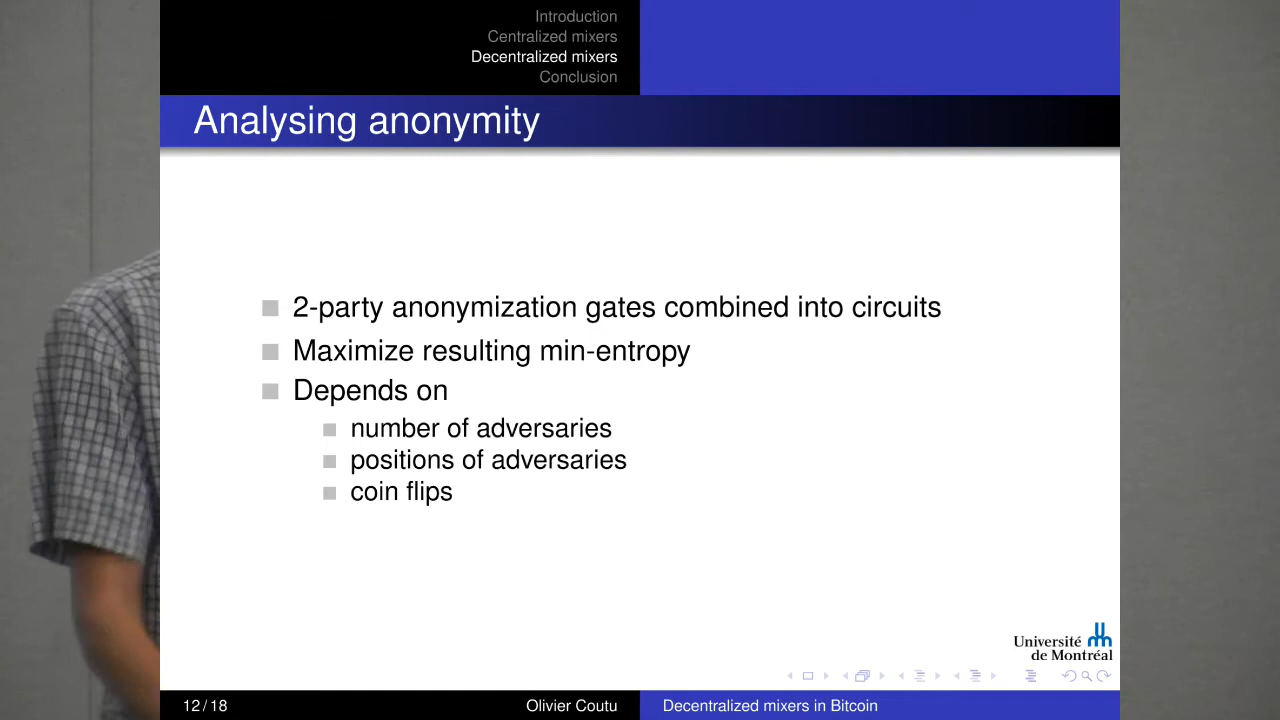 Introduction
Centralized mixers
Decentralized mixers
Conclusion
Analysing anonymity
2-party anonymization gates combined into circuits
Maximize resulting min-entropy
Depends on
number of adversaries
positions of adversaries
coin flips
Université
de Montréal
12 / 18
Olivier Coutu
Decentralized mixers in Bitcoin